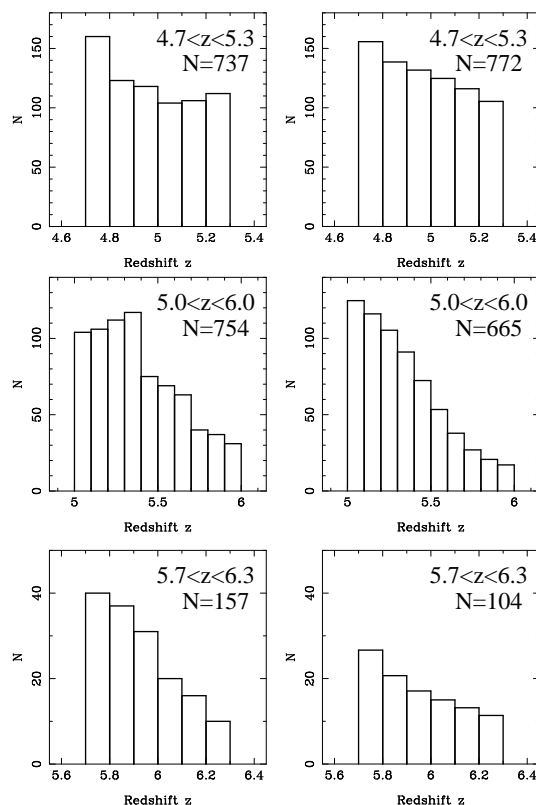 4.7<z<5.3
N=737
N
0
50
100
150
4.6
4.8
5
5.2
5.4
Redshift z
4.7<z<5.3
N=772
N
0
50
100
150
4.6
4.8
5
5.2
5.4
Redshift z
5.0<z<6.0
N=754
N
0
50
100
5
5.5
6
Redshift z
5.0<z<6.0
N=665
N
0
50
100
5
5.5
6
Redshift z
5.7<z<6.3
N=157
N
0
20
40
5.6
5.8
6
6.2
6.4
Redshift z
5.7<z<6.3
N=104
N
0
20
40
5.6
5.8
6
6.2
6.4
Redshift z